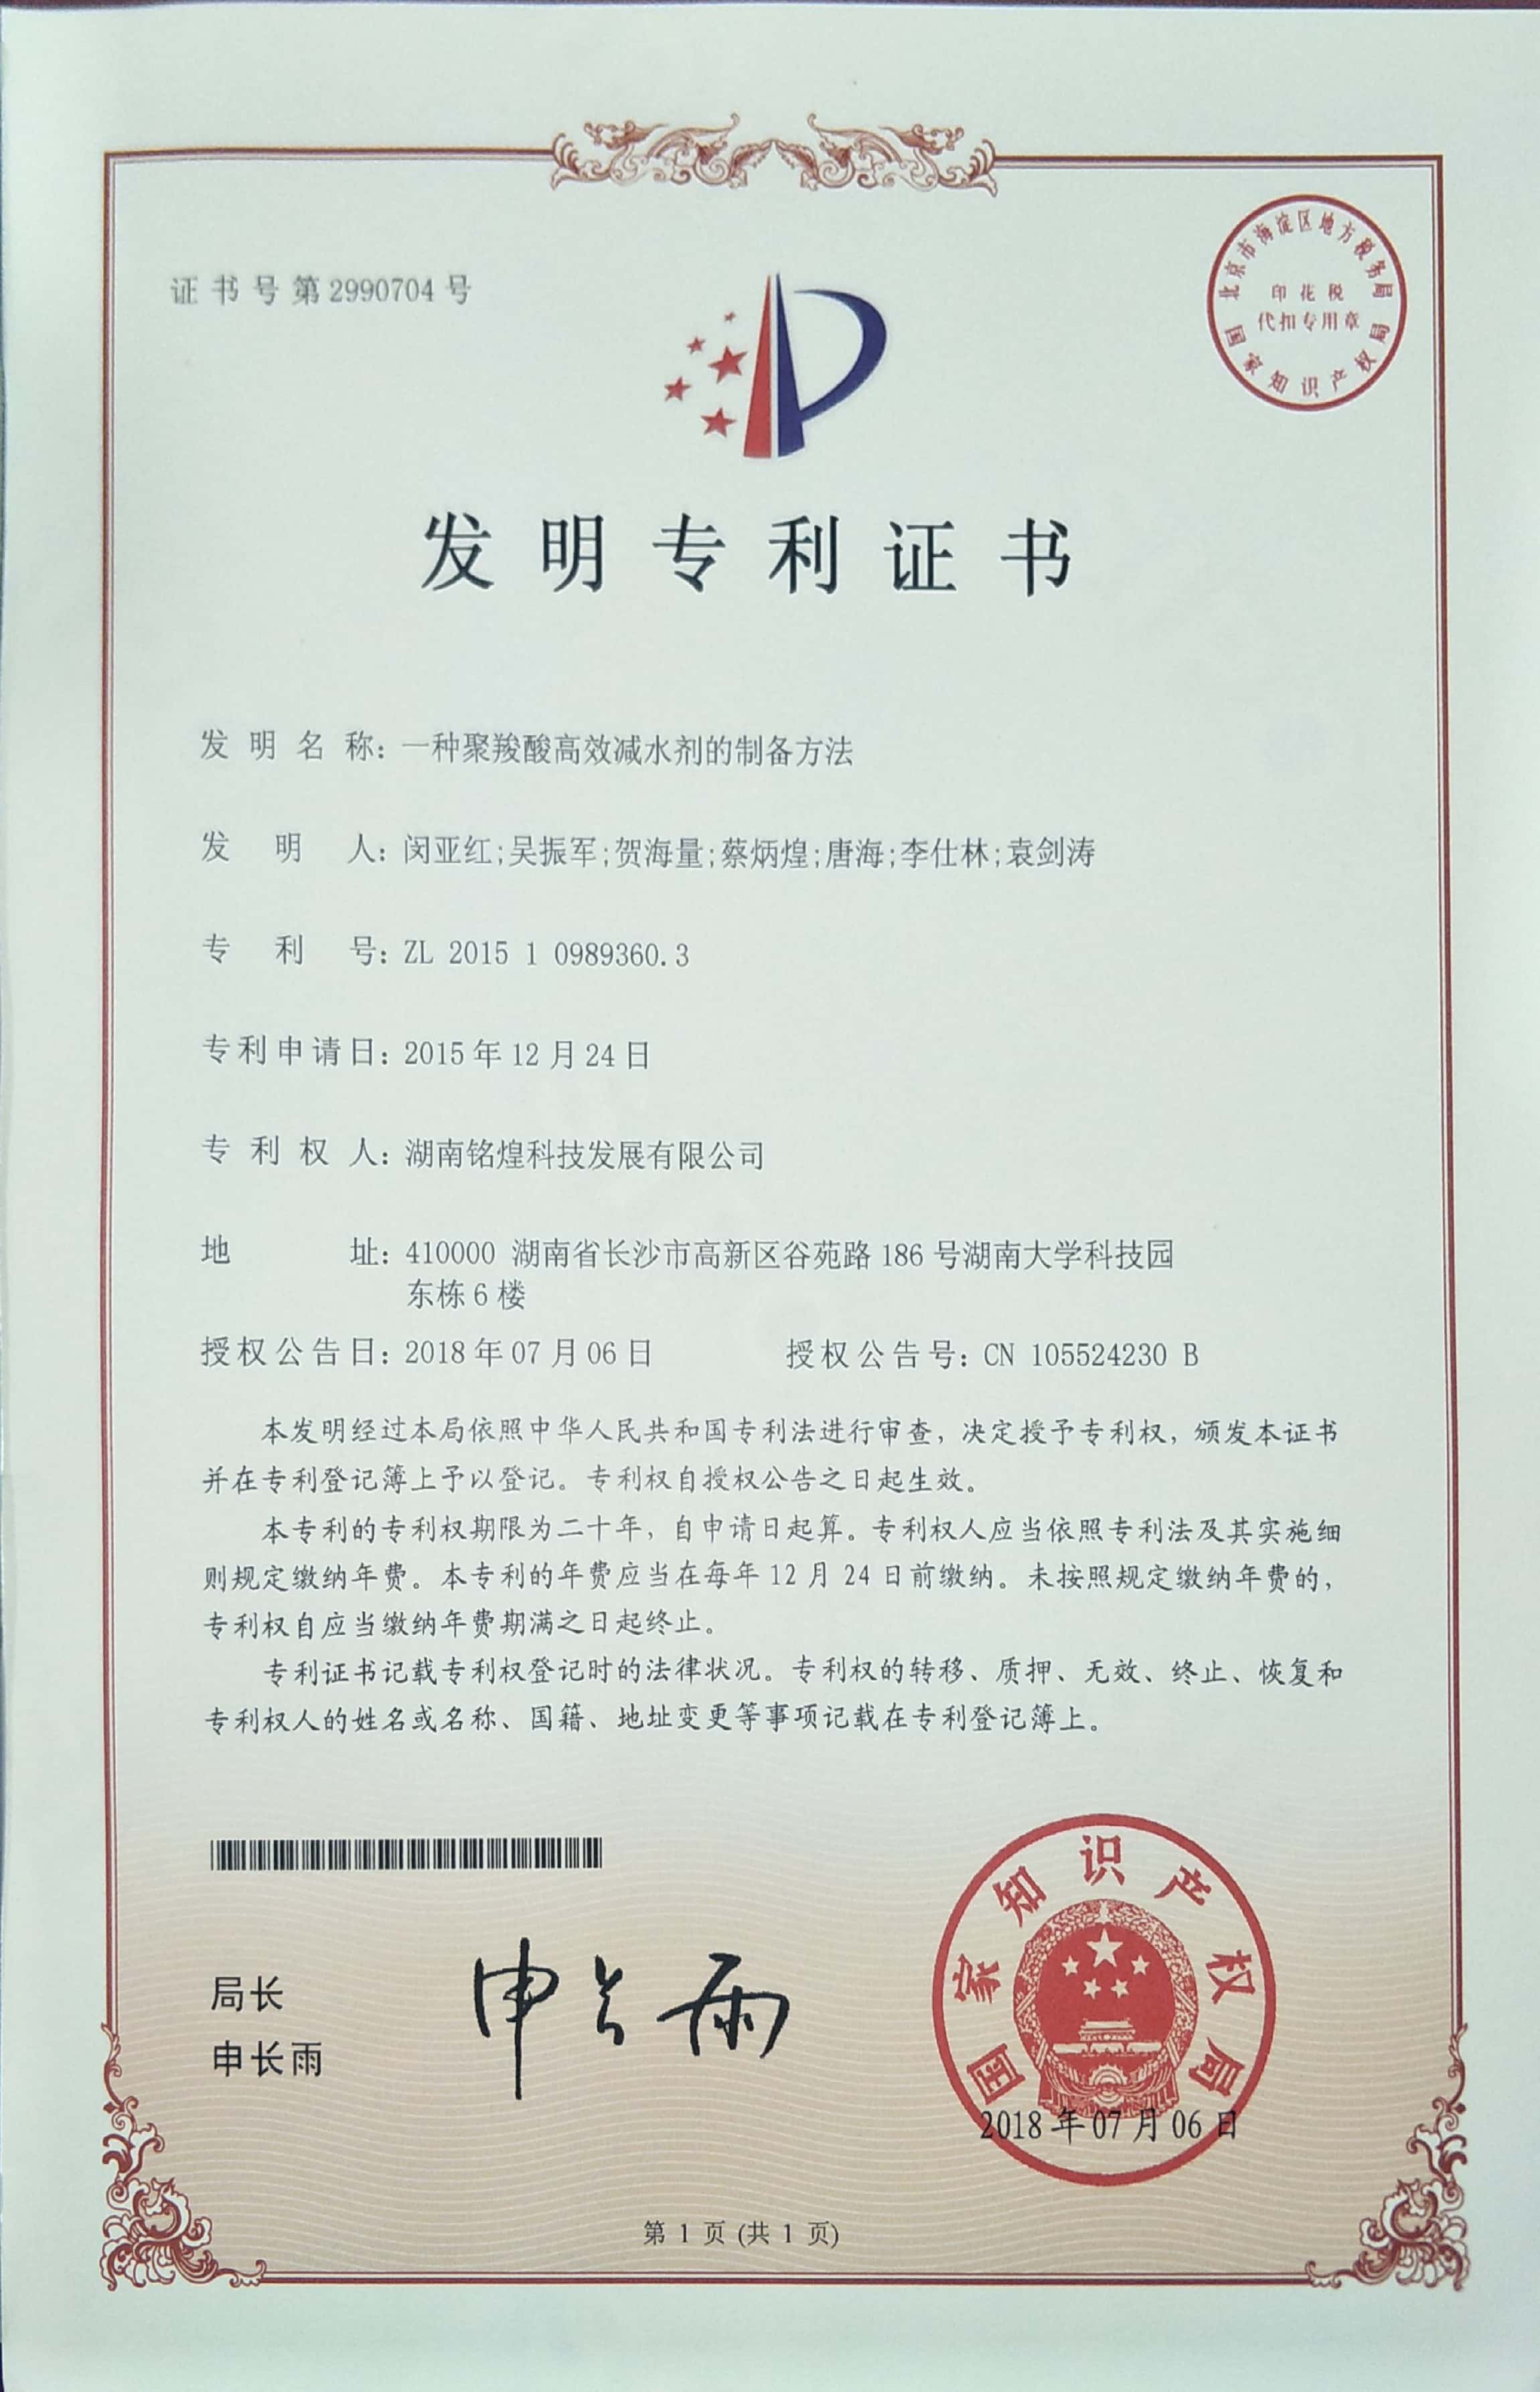 证书号第2990704号
北京市海淀区地方税务局
印花税
代扣专用章
国家知识产权局
发明专利证书
发明名称：一种聚羧酸高效减水剂的制备方法
发明人：闵亚红;吴振军;贺海量;蔡炳煌;唐海;李仕林;袁剑涛
专利号：ZL 2015 1 0989360.3
专利申请日：2015年12月24日
专利权人：湖南铭煌科技发展有限公司
地址：410000 湖南省长沙市高新区谷苑路186号湖南大学科技园
东栋6楼
授权公告日：2018年07月06日 授权公告号：CN 105524230 B
本发明经过本局依照中华人民共和国专利法进行审查，决定授予专利权，颁发本证书
并在专利登记簿上予以登记。专利权自授权公告之日起生效。
本专利的专利权期限为二十年，自申请日起算。专利权人应当依照专利法及其实施细
则规定缴纳年费。本专利的年费应当在每年12月24日前缴纳。未按照规定缴纳年费的，
专利权自应当缴纳年费期满之日起终止。
专利证书记载专利权登记时的法律状况。专利权的转移、质押、无效、终止、恢复和
专利权人的姓名或名称、国籍、地址变更等事项记载在专利登记簿上。
局长
申长雨
申长雨
国家知识产权局
2018年07月06日
第 1 页 (共 1 页)